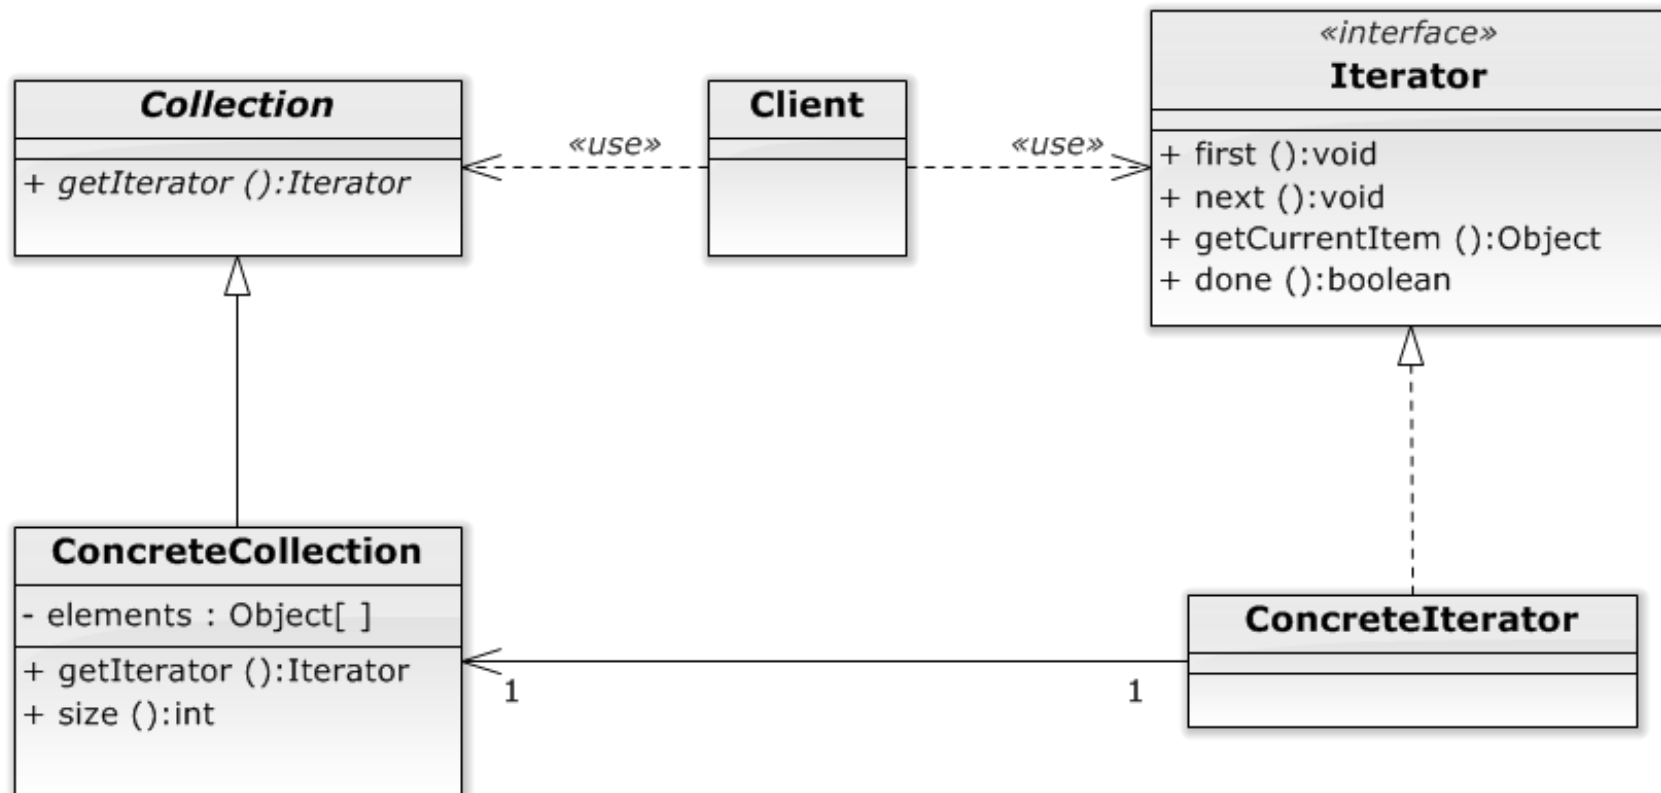 Collection
+ getIterator ():Iterator
«use»
Client
«use»
«interface»
Iterator
+ first ():void
+ next ():void
+ getCurrentItem ():Object
+ done ():boolean
ConcreteCollection
- elements : Object[ ]
+ getIterator ():Iterator
+ size ():int
1
1
ConcreteIterator